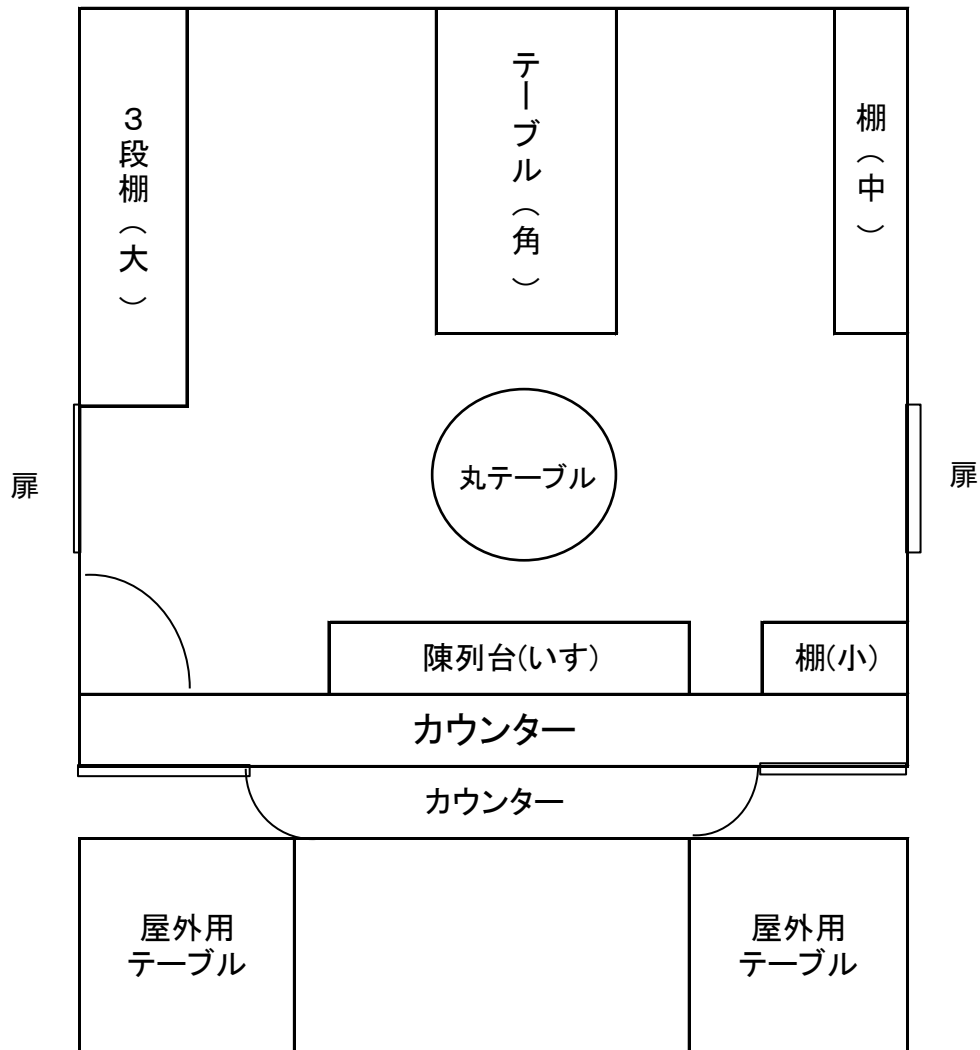 ３段棚（大）
テーブル（角）
棚（中）
扉
扉
丸テーブル
陳列台(いす)
棚(小)
カウンター
カウンター
屋外用
テーブル
屋外用
テーブル